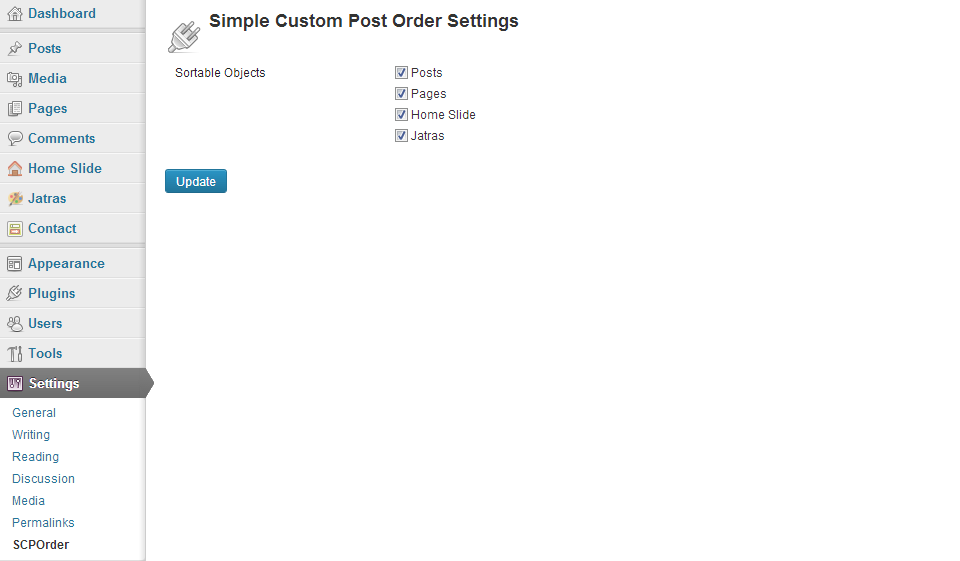 Dashboard
Posts
Media
Pages
Comments
Home Slide
Jatras
Contact
Appearance
Plugins
Users
Tools
Settings
General
Writing
Reading
Discussion
Media
Permalinks
SCPOrder
Simple Custom Post Order Settings
Sortable Objects
Posts
Pages
Home Slide
Jatras
Update